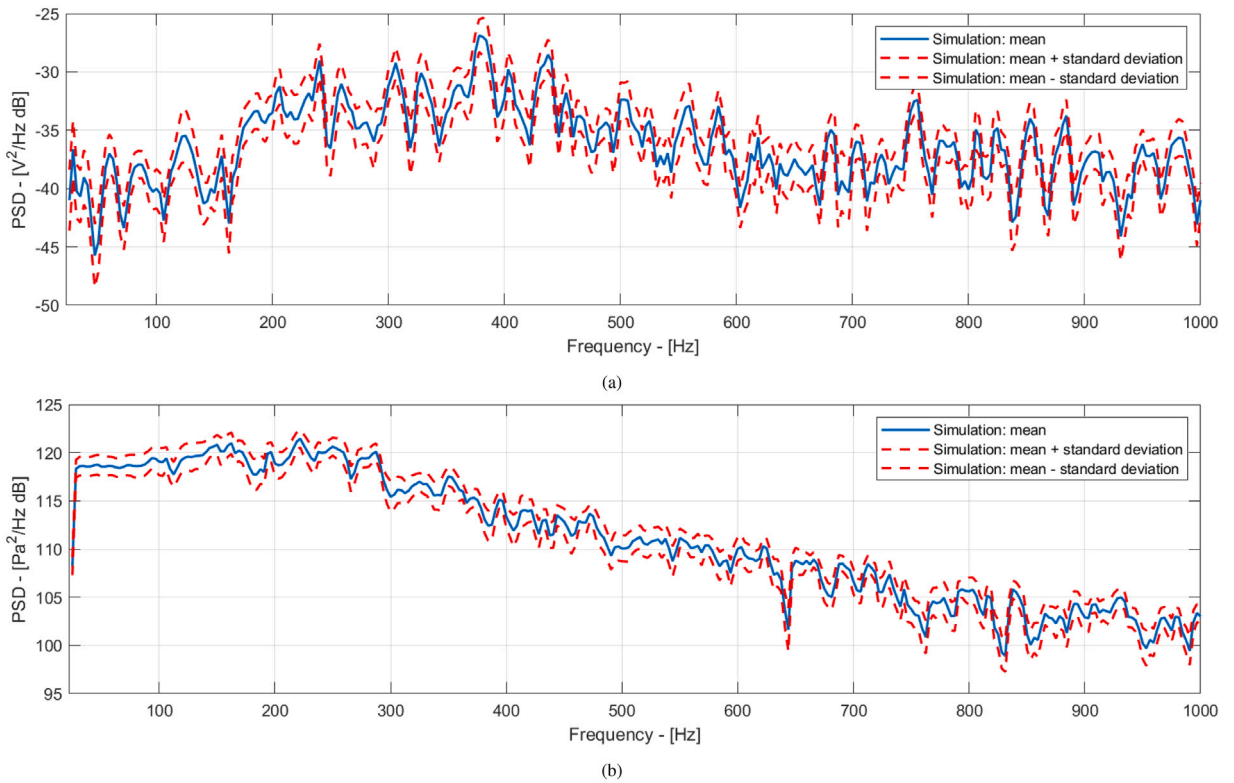 -25
-30
-35
-40
-45
-50
PSD - [V²/Hz dB]
Simulation: mean
Simulation: mean + standard deviation
Simulation: mean - standard deviation
100 200 300 400 500 600 700 800 900 1000
Frequency - [Hz]
(a)
125
120
115
110
105
100
95
PSD - [Pa²/Hz dB]
Simulation: mean
Simulation: mean + standard deviation
Simulation: mean - standard deviation
100 200 300 400 500 600 700 800 900 1000
Frequency - [Hz]
(b)